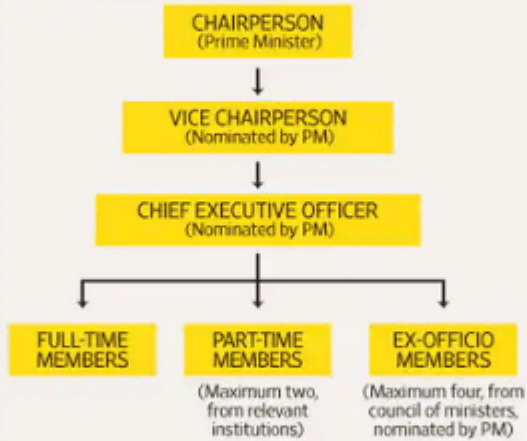 CHAIRPERSON
(Prime Minister)
VICE CHAIRPERSON
(Nominated by PM)
CHIEF EXECUTIVE OFFICER
(Nominated by PM)
FULL-TIME
MEMBERS
PART-TIME
MEMBERS
(Maximum two,
from relevant
institutions)
EX-OFFICIO
MEMBERS
(Maximum four, from
council of ministers,
nominated by PM)